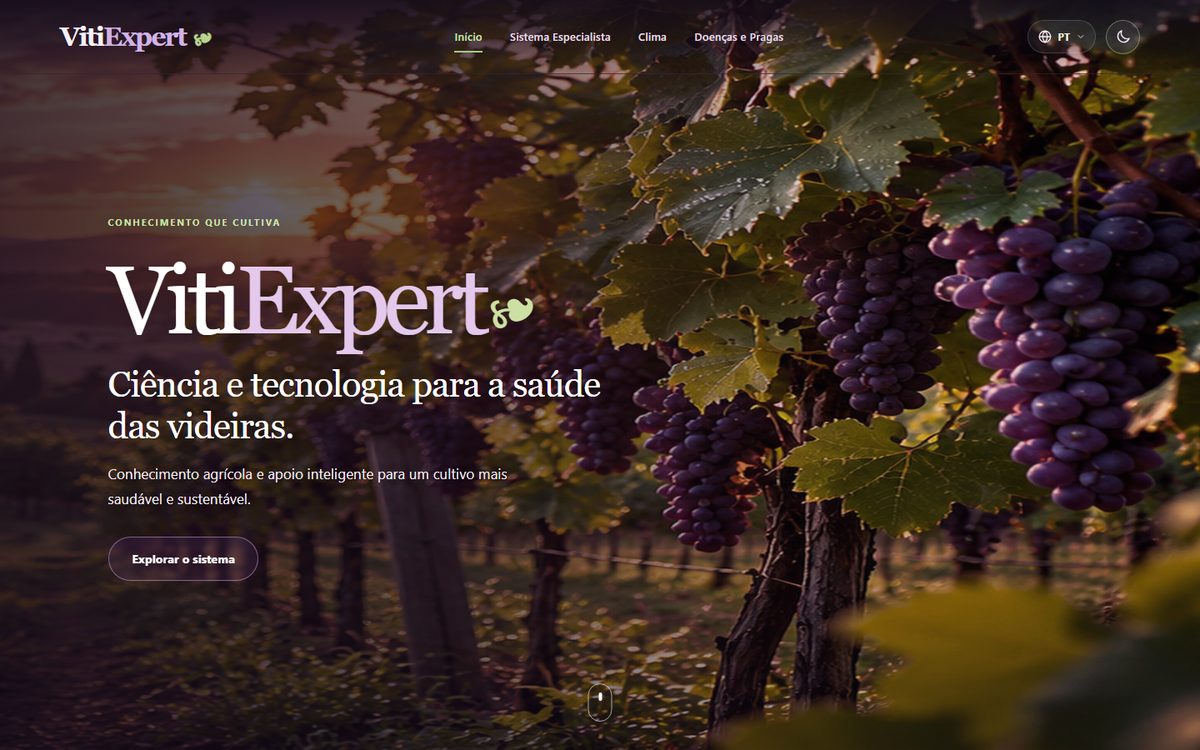 VitiExpert
Início
Sistema Especialista
Clima
Doenças e Pragas
PT
CONHECIMENTO QUE CULTIVA
VitiExpert
Ciência e tecnologia para a saúde
das videiras.
Conhecimento agrícola e apoio inteligente para um cultivo mais
saudável e sustentável.
Explorar o sistema